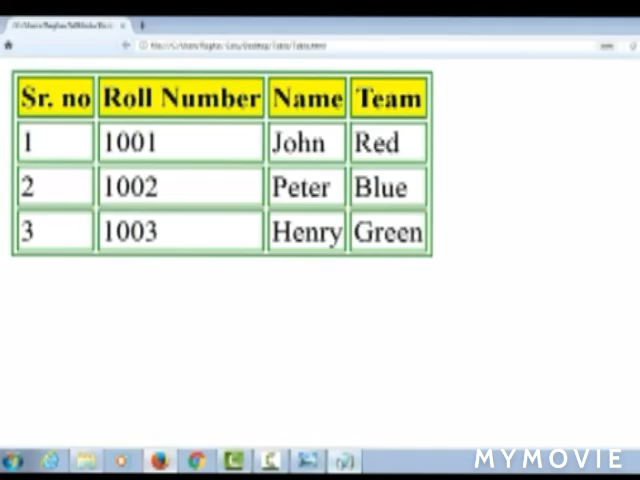 Sr. no Roll Number Name Team
1 1001 John Red
2 1002 Peter Blue
3 1003 Henry Green
MYMOVIE